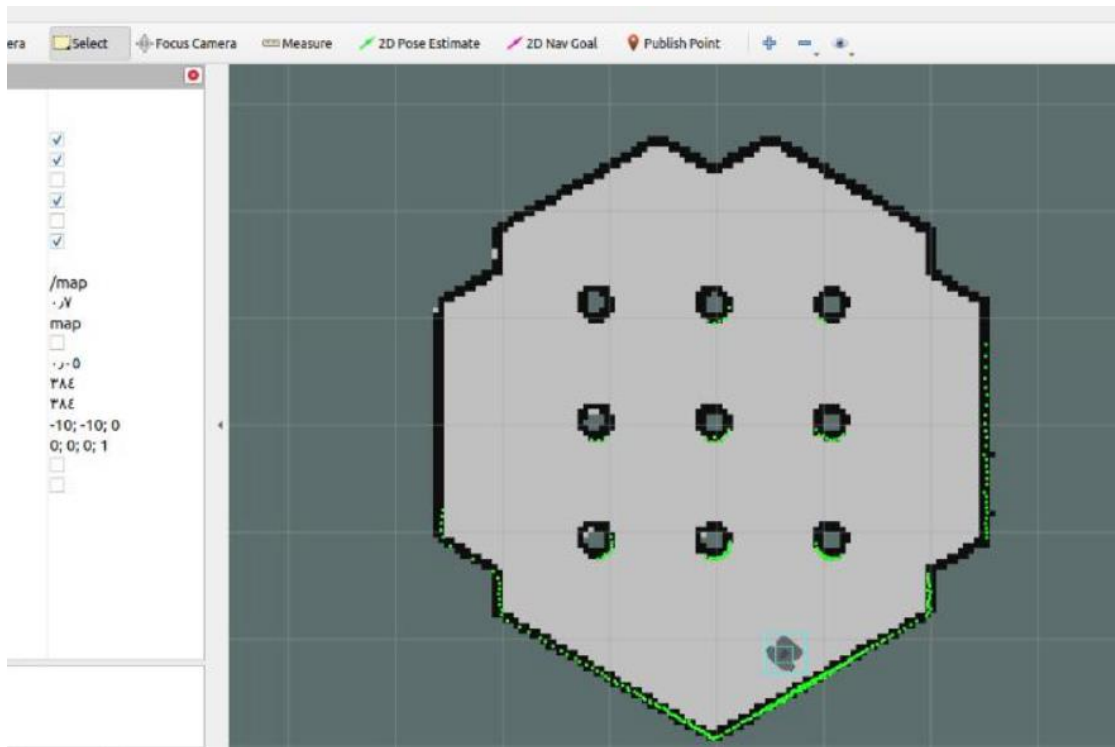 era Select Focus Camera Measure 2D Pose Estimate 2D Nav Goal Publish Point
/map
٠٫٧
map
٠٫٠٥
٣٨٤
٣٨٤
-10; -10; 0
0; 0; 0; 1